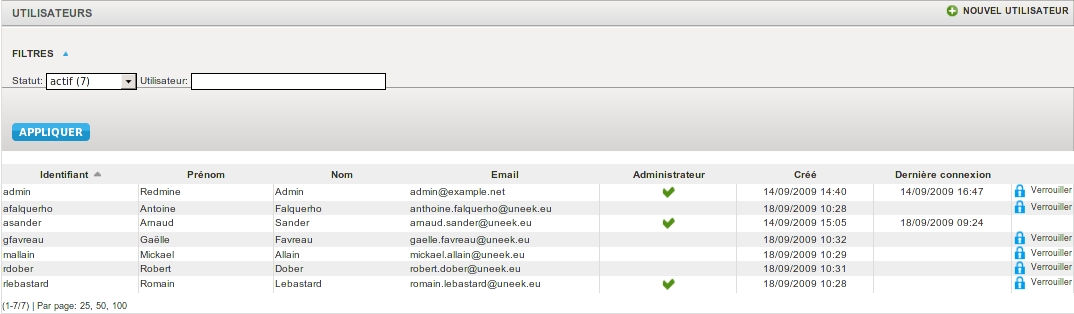 UTILISATEURS NOUVEL UTILISATEUR
FILTRES
Statut: actif (7) Utilisateur:
APPLIQUER
Identifiant Prénom Nom Email Administrateur Créé Dernière connexion
admin Redmine Admin admin@example.net 14/09/2009 14:40 14/09/2009 16:47 Verrouiller
afalquerho Antoine Falquerho anthoine.falquerho@uneek.eu 18/09/2009 10:28 Verrouiller
asander Arnaud Sander arnaud.sander@uneek.eu 14/09/2009 15:05 18/09/2009 09:24
gfavreau Gaëlle Favreau gaelle.favreau@uneek.eu 18/09/2009 10:32 Verrouiller
mallain Mickael Allain mickael.allain@uneek.eu 18/09/2009 10:29 Verrouiller
rdober Robert Dober robert.dober@uneek.eu 18/09/2009 10:31 Verrouiller
rlebastard Romain Lebastard romain.lebastard@uneek.eu 18/09/2009 10:28 Verrouiller
(1-7/7) | Par page: 25, 50, 100